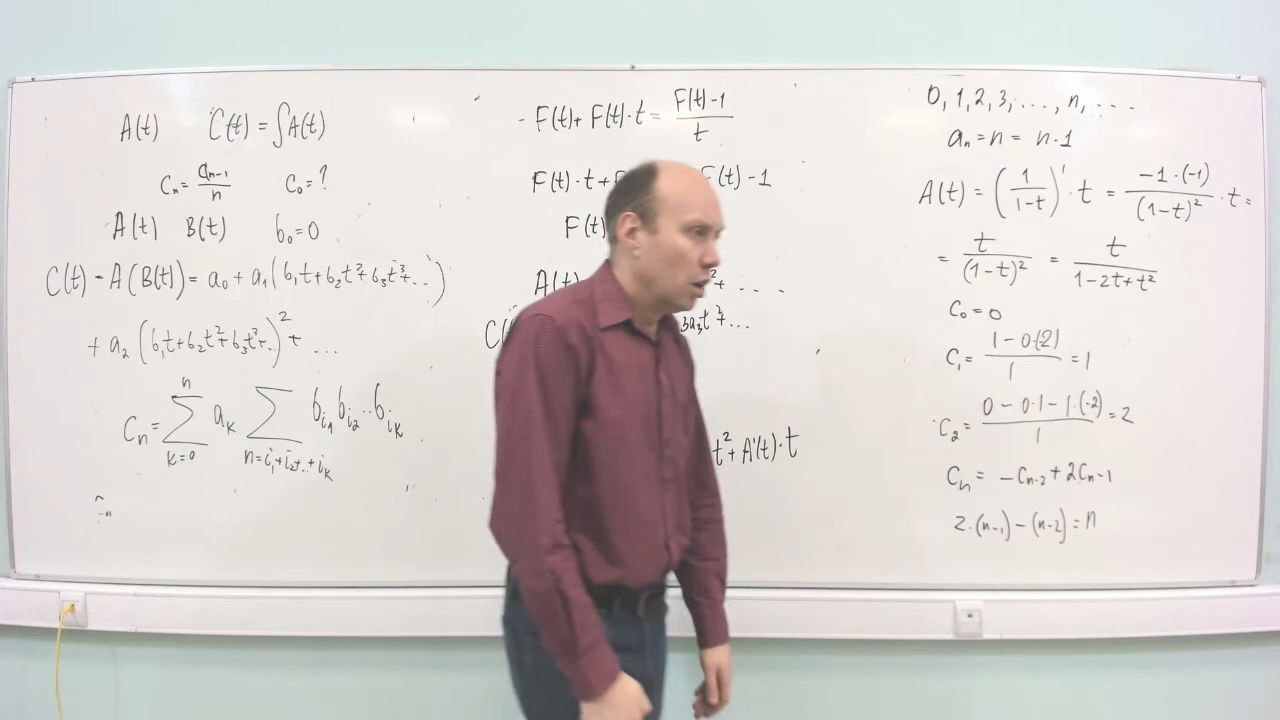 A(t) C(t) = ∫A(t)
Cₙ = aₙ₋₁/n C₀ = ?
A(t) B(t) b₀ = 0
C(t) = A(B(t)) = a₀ + a₁(b₁t + b₂t² + b₃t³ + ..)
+ a₂(b₁t + b₂t² + b₃t³ + ..)² + ...
Cₙ = Σ_{k=0}^{n} aₖ Σ_{n=i₁+i₂+..+iₖ} b_{i₁} b_{i₂} .. b_{iₖ}
F(t) + F(t)·t = (F(t)-1)/t
F(t)·t + F(t) - 1
F(t)
A(t) ² + ....
C( 3a₃t³ + ...
t² + A'(t)·t
0, 1, 2, 3, ...., n, ...
aₙ = n = n·1
A(t) = (1/(1-t))'·t = (-1·(-1))/(1-t)²·t =
= t/(1-t)² = t/(1-2t+t²)
C₀ = 0
C₁ = (1-0·(2))/1 = 1
C₂ = (0-0·1-1·(-2))/1 = 2
Cₙ = -Cₙ₋₂ + 2Cₙ₋₁
2·(n-1) - (n-2) = n